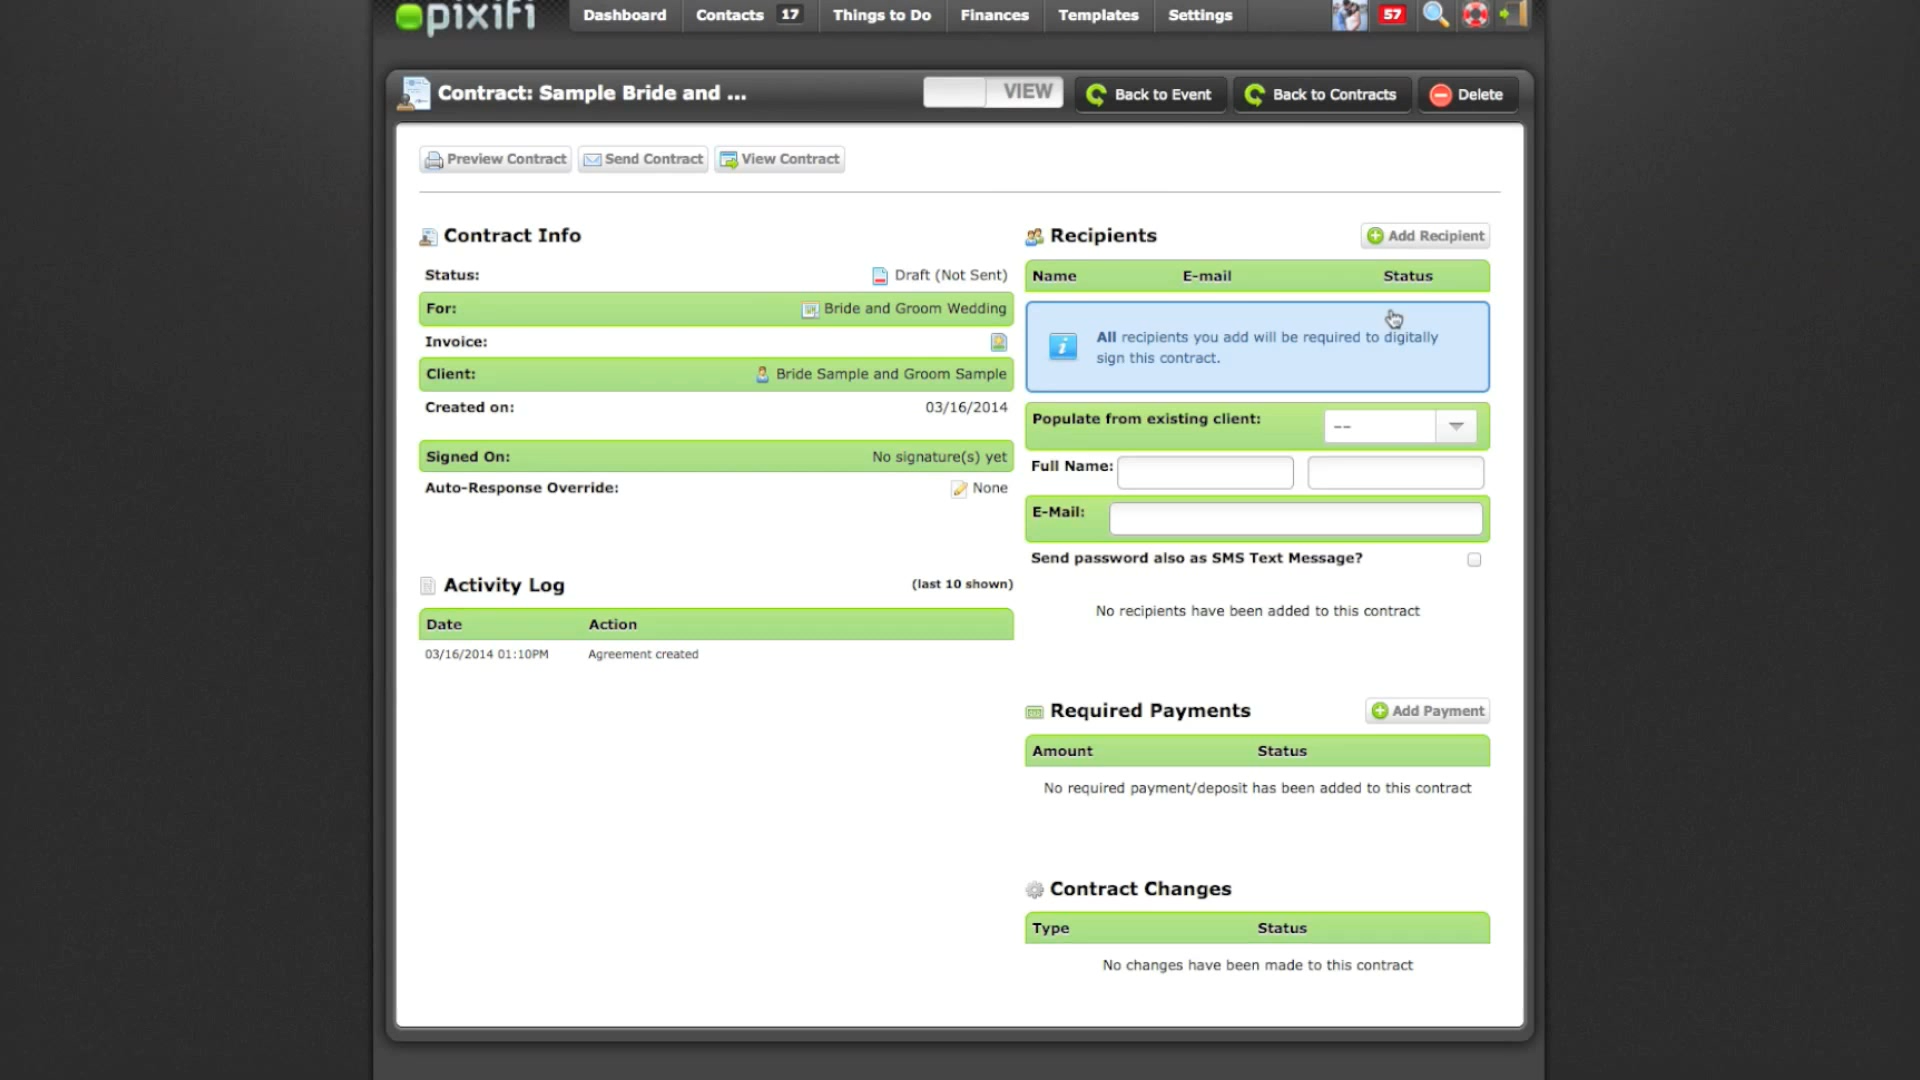 pixifi
Dashboard
Contacts 17
Things to Do
Finances
Templates
Settings
57
Contract: Sample Bride and ...
VIEW
Back to Event
Back to Contracts
Delete
Preview Contract
Send Contract
View Contract
Contract Info
Status: Draft (Not Sent)
For: Bride and Groom Wedding
Invoice:
Client: Bride Sample and Groom Sample
Created on: 03/16/2014
Signed On: No signature(s) yet
Auto-Response Override: None
Activity Log (last 10 shown)
Date Action
03/16/2014 01:10PM Agreement created
Recipients Add Recipient
Name E-mail Status
All recipients you add will be required to digitally
sign this contract.
Populate from existing client: --
Full Name:
E-Mail:
Send password also as SMS Text Message?
No recipients have been added to this contract
Required Payments Add Payment
Amount Status
No required payment/deposit has been added to this contract
Contract Changes
Type Status
No changes have been made to this contract